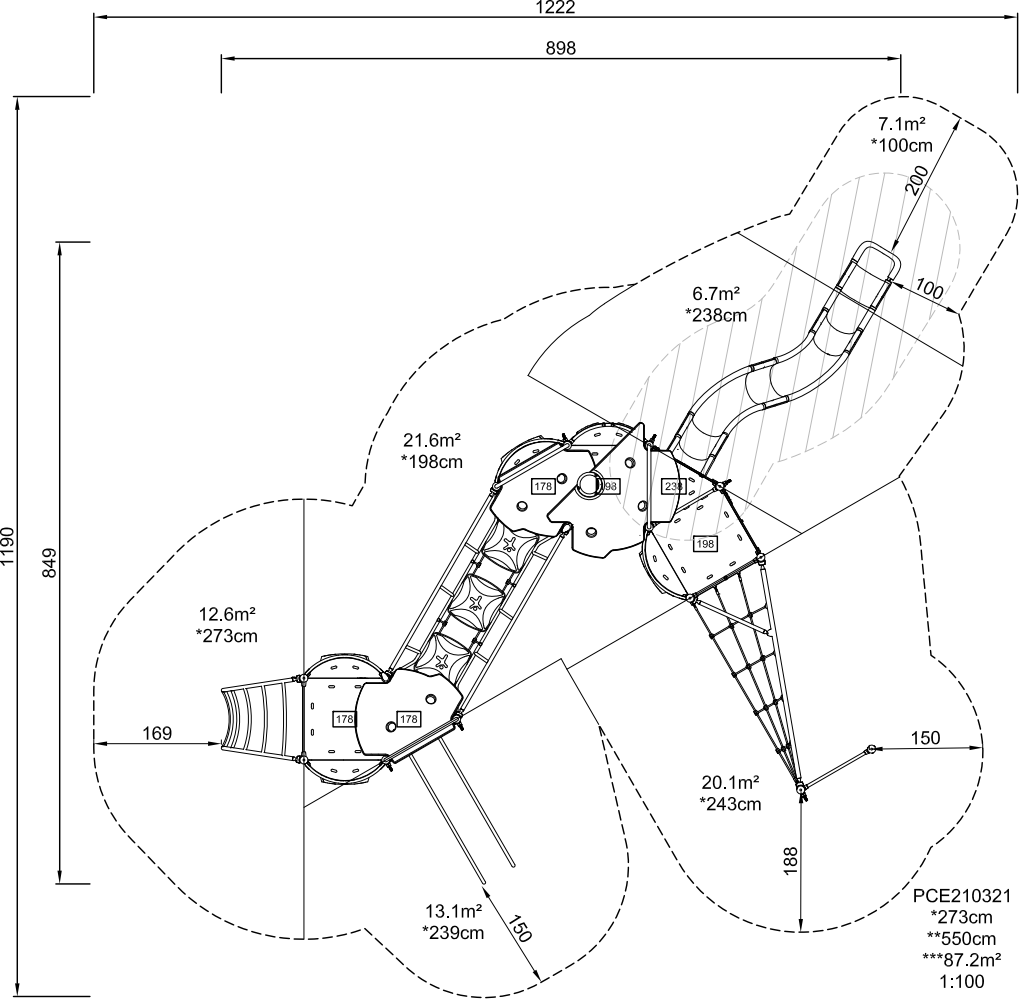 1222
898
7.1m²
*100cm
200
100
6.7m²
*238cm
21.6m²
*198cm
178
198
238
198
1190
849
12.6m²
*273cm
178
178
169
150
20.1m²
*243cm
188
13.1m²
*239cm
150
PCE210321
*273cm
**550cm
***87.2m²
1:100